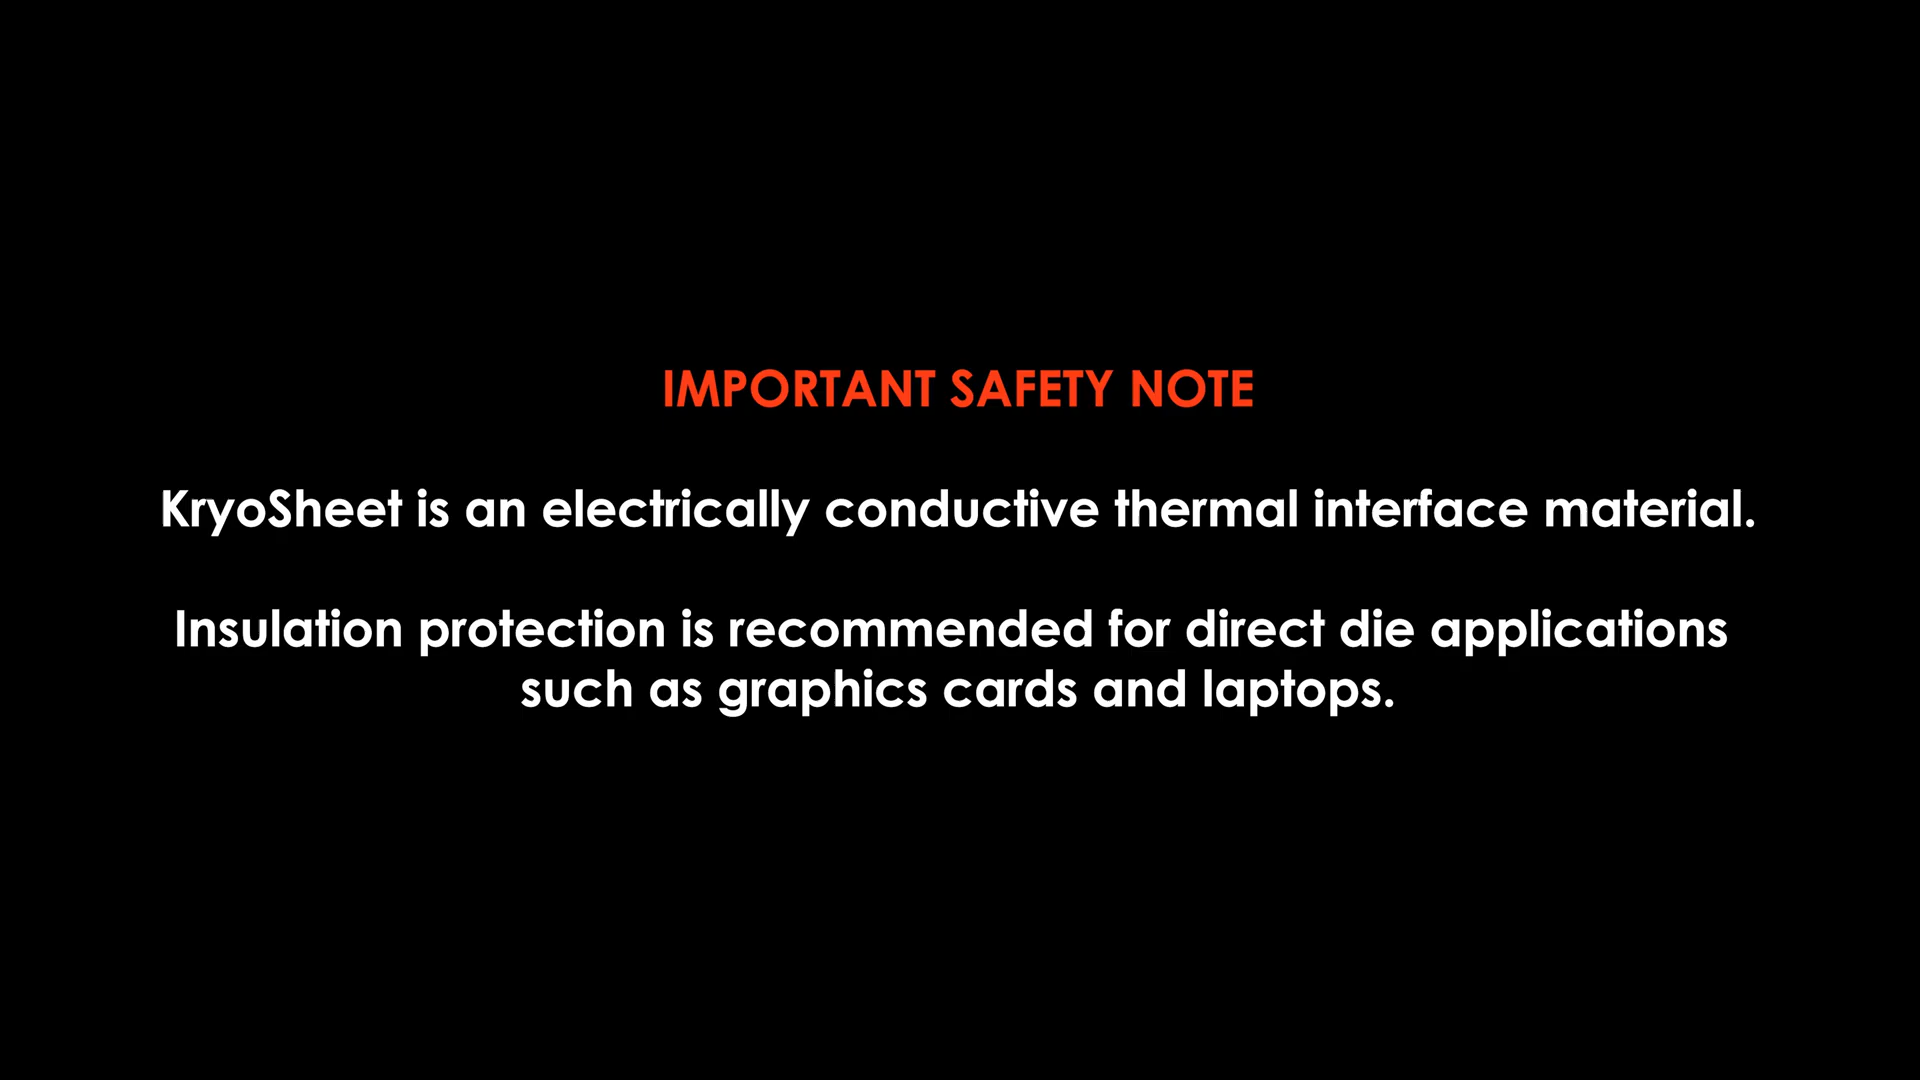 IMPORTANT SAFETY NOTE
KryoSheet is an electrically conductive thermal interface material.
Insulation protection is recommended for direct die applications
such as graphics cards and laptops.